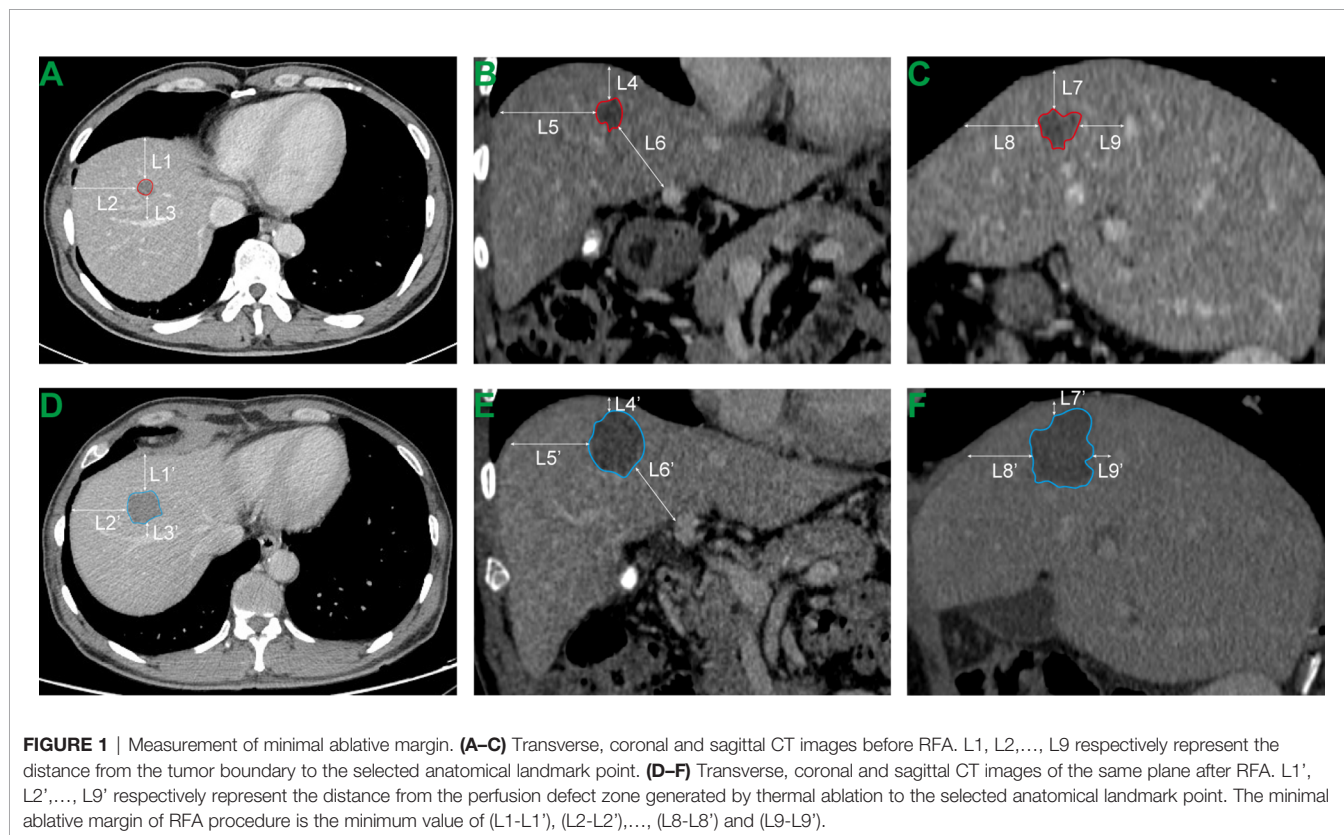 A
L1
L2
L3
B
L4
L5
L6
C
L7
L8
L9
D
L1’
L2’
L3’
E
L4’
L5’
L6’
F
L7’
L8’
L9’
FIGURE 1 | Measurement of minimal ablative margin. (A–C) Transverse, coronal and sagittal CT images before RFA. L1, L2,…, L9 respectively represent the
distance from the tumor boundary to the selected anatomical landmark point. (D–F) Transverse, coronal and sagittal CT images of the same plane after RFA. L1’,
L2’,…, L9’ respectively represent the distance from the perfusion defect zone generated by thermal ablation to the selected anatomical landmark point. The minimal
ablative margin of RFA procedure is the minimum value of (L1-L1’), (L2-L2’),…, (L8-L8’) and (L9-L9’).